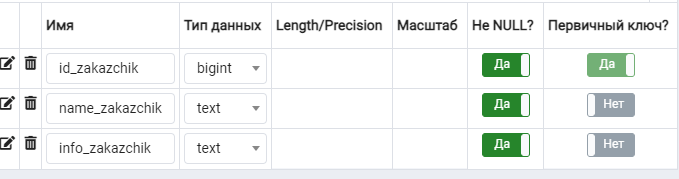 Имя Тип данных Length/Precision Масштаб Не NULL? Первичный ключ?
id_zakazchik bigint Да Да
name_zakazchik text Да Нет
info_zakazchik text Да Нет